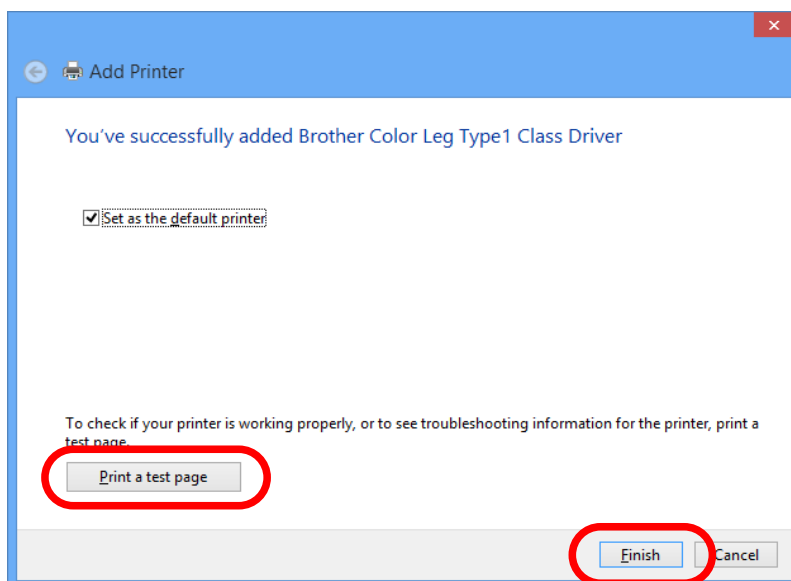 Add Printer
You've successfully added Brother Color Leg Type1 Class Driver
Set as the default printer
To check if your printer is working properly, or to see troubleshooting information for the printer, print a
test page.
Print a test page
Finish Cancel